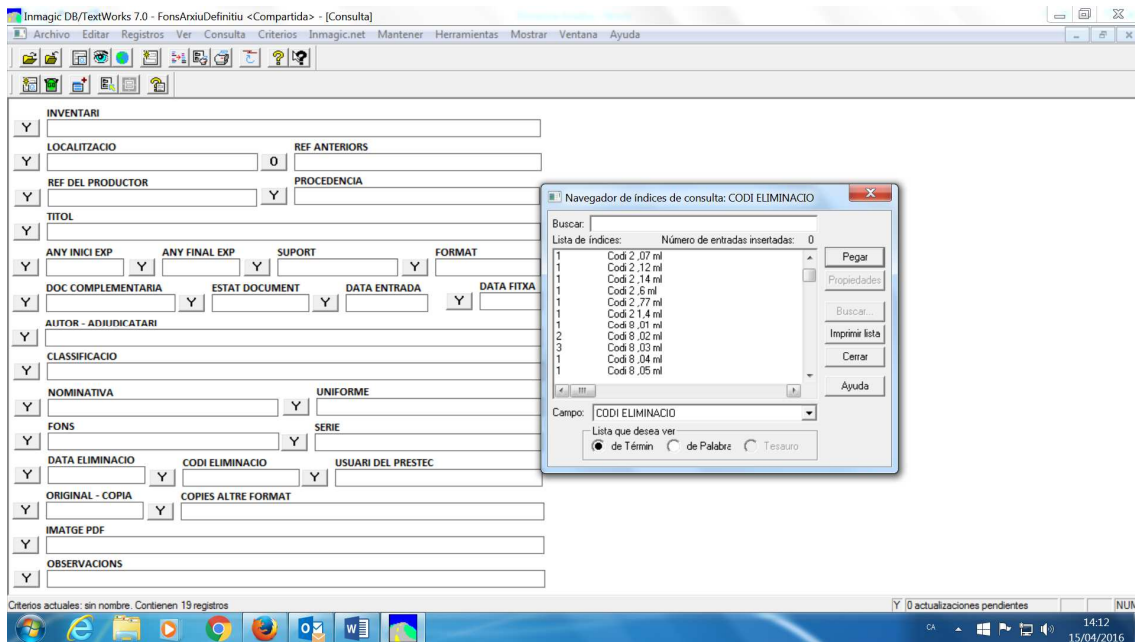 Inmagic DB/TextWorks 7.0 - FonsArxiuDefinitiu <Compartida> - [Consulta]
Archivo Editar Registros Ver Consulta Criterios Inmagic.net Mantener Herramientas Mostrar Ventana Ayuda
INVENTARI
Y
LOCALITZACIO REF ANTERIORS
Y O
REF DEL PRODUCTOR PROCEDENCIA
Y Y
TITOL
Y
ANY INICI EXP ANY FINAL EXP SUPORT FORMAT
Y Y Y Y
DOC COMPLEMENTARIA ESTAT DOCUMENT DATA ENTRADA DATA FITXA
Y Y Y Y
AUTOR - ADJUDICATARI
Y
CLASSIFICACIO
Y
NOMINATIVA UNIFORME
Y Y
FONS SERIE
Y Y
DATA ELIMINACIO CODI ELIMINACIO USUARI DEL PRESTEC
Y Y Y
ORIGINAL - COPIA COPIES ALTRE FORMAT
Y Y
IMATGE PDF
Y
OBSERVACIONS
Y
Navegador de índices de consulta: CODI ELIMINACIO
Buscar:
Lista de índices: Número de entradas insertadas: 0
1 Codi 2 ,07 ml
1 Codi 2 ,12 ml
1 Codi 2 ,14 ml
1 Codi 2 ,6 ml
1 Codi 2 ,77 ml
1 Codi 2 1,4 ml
1 Codi 8 ,01 ml
2 Codi 8 ,02 ml
3 Codi 8 ,03 ml
1 Codi 8 ,04 ml
1 Codi 8 ,05 ml
Pegar
Propiedades
Buscar...
Imprimir lista
Cerrar
Ayuda
Campo: CODI ELIMINACIO
Lista que desea ver
de Términ de Palabra Tesauro
Criterios actuales: sin nombre. Contienen 19 registros Y 0 actualizaciones pendientes NUM
CA 14:12
15/04/2016